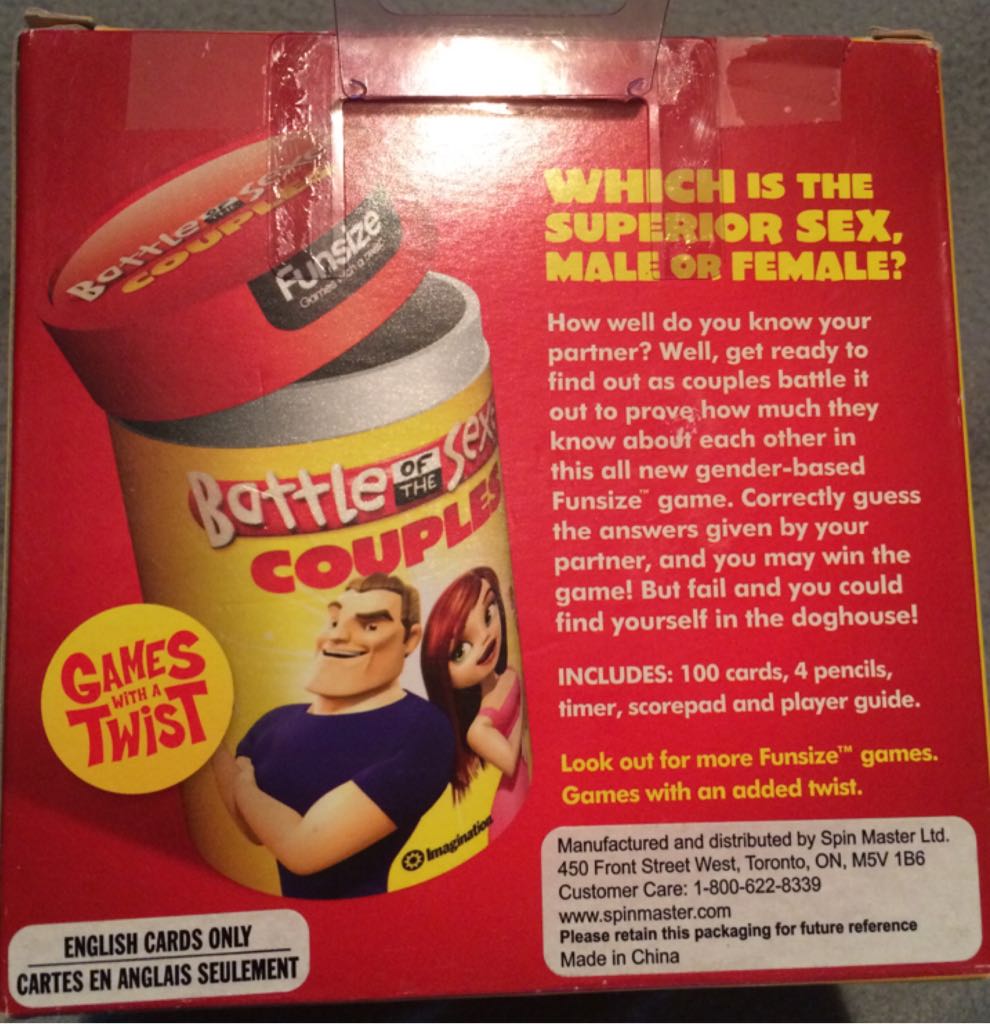 Battle OF THE Sex
COUPLE
Funsize
Games with a twist
Battle OF THE Sex
COUPLES
GAMES
WITH A
TWIST
Imagination
WHICH IS THE
SUPERIOR SEX,
MALE OR FEMALE?
How well do you know your
partner? Well, get ready to
find out as couples battle it
out to prove how much they
know about each other in
this all new gender-based
Funsize™ game. Correctly guess
the answers given by your
partner, and you may win the
game! But fail and you could
find yourself in the doghouse!
INCLUDES: 100 cards, 4 pencils,
timer, scorepad and player guide.
Look out for more Funsize™ games.
Games with an added twist.
Manufactured and distributed by Spin Master Ltd.
450 Front Street West, Toronto, ON, M5V 1B6
Customer Care: 1-800-622-8339
www.spinmaster.com
Please retain this packaging for future reference
Made in China
ENGLISH CARDS ONLY
CARTES EN ANGLAIS SEULEMENT